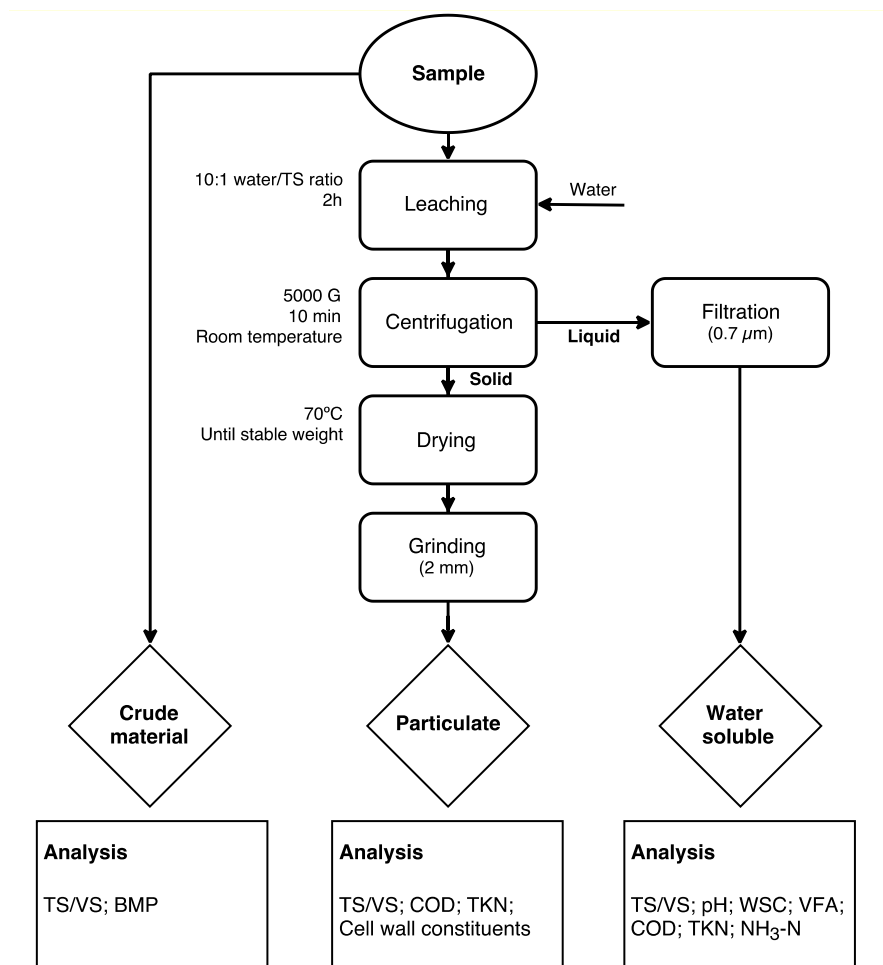 Sample
10:1 water/TS ratio
2h
Leaching
Water
5000 G
10 min
Room temperature
Centrifugation
Liquid
Filtration
(0.7 µm)
Solid
70ºC
Until stable weight
Drying
Grinding
(2 mm)
Crude
material
Particulate
Water
soluble
Analysis
TS/VS; BMP
Analysis
TS/VS; COD; TKN;
Cell wall constituents
Analysis
TS/VS; pH; WSC; VFA;
COD; TKN; NH3-N